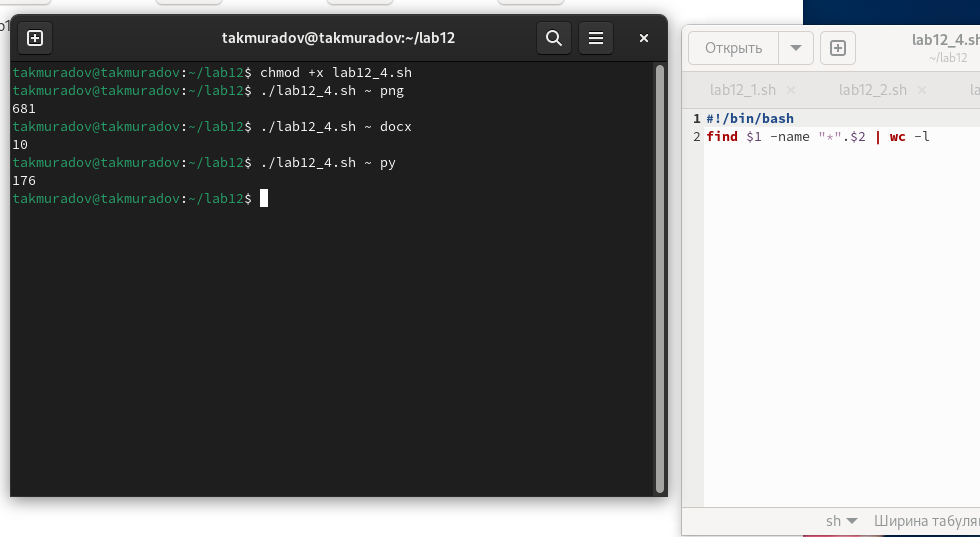 takmuradov@takmuradov:~/lab12
takmuradov@takmuradov:~/lab12$ chmod +x lab12_4.sh
takmuradov@takmuradov:~/lab12$ ./lab12_4.sh ~ png
681
takmuradov@takmuradov:~/lab12$ ./lab12_4.sh ~ docx
10
takmuradov@takmuradov:~/lab12$ ./lab12_4.sh ~ py
176
takmuradov@takmuradov:~/lab12$
Открыть
lab12_4.sh
~/lab12
lab12_1.sh
lab12_2.sh
1 #!/bin/bash
2 find $1 -name "*".$2 | wc -l
sh
Ширина